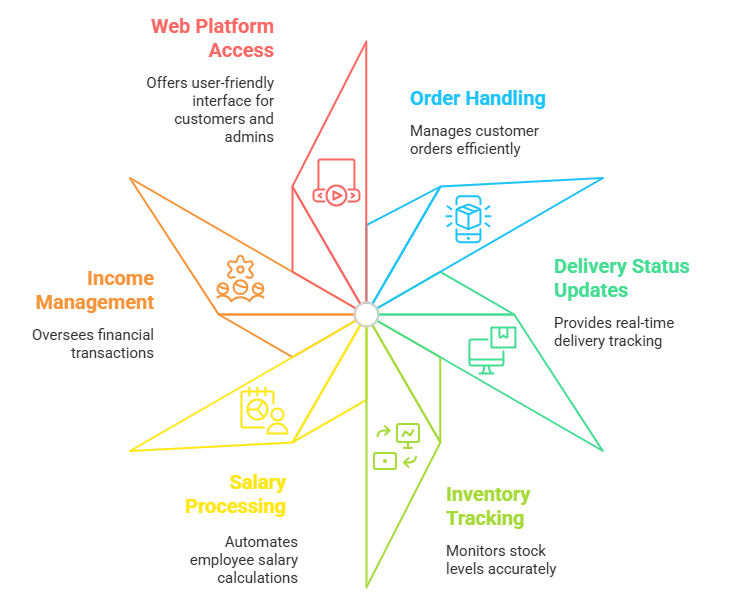 Web Platform
Access
Offers user-friendly
interface for
customers and
admins
Order Handling
Manages customer
orders efficiently
Delivery Status
Updates
Provides real-time
delivery tracking
Income
Management
Oversees financial
transactions
Salary
Processing
Automates
employee salary
calculations
Inventory
Tracking
Monitors stock
levels accurately